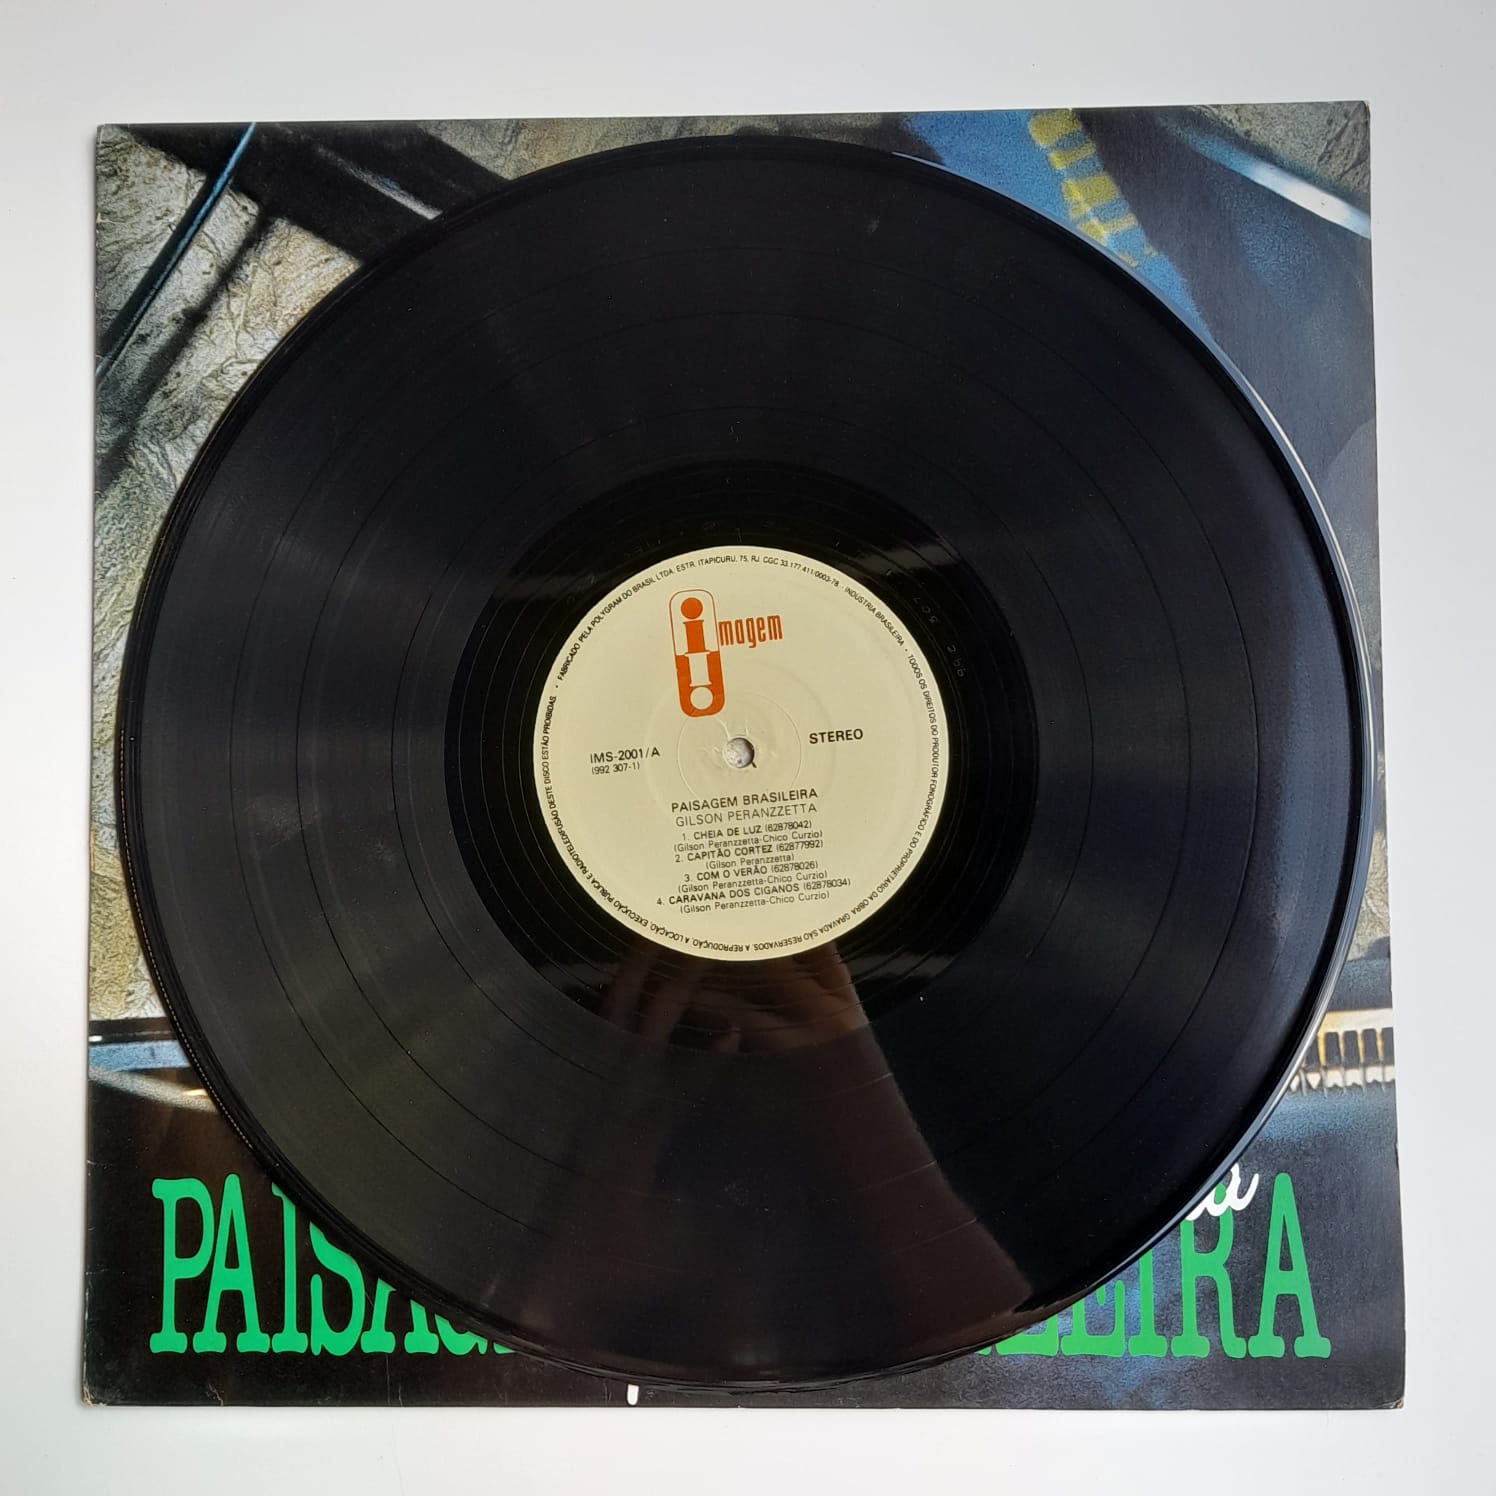 FABRICADO PELA POLYGRAM DO BRASIL LTDA. ESTR. ITAPICURU, 75, RJ. CGC 33.177.411/0003-78 · INDUSTRIA BRASILEIRA · TODOS OS DIREITOS DO PRODUTOR FONOGRÁFICO E DO PROPRIETÁRIO DA OBRA GRAVADA SÃO RESERVADOS. A REPRODUÇÃO, A LOCAÇÃO, EXECUÇÃO PÚBLICA E RADIOTELEDIFUSÃO DESTE DISCO ESTÃO PROIBIDAS ·
imagem
STEREO
IMS-2001/A
(992 307-1)
PAISAGEM BRASILEIRA
GILSON PERANZZETTA
1. CHEIA DE LUZ (62878042)
(Gilson Peranzzetta-Chico Curzio)
2. CAPITÃO CORTEZ (62877992)
(Gilson Peranzzetta)
3. COM O VERÃO (62878026)
(Gilson Peranzzetta-Chico Curzio)
4. CARAVANA DOS CIGANOS (62878034)
(Gilson Peranzzetta-Chico Curzio)
ta
PAISAG EIRA